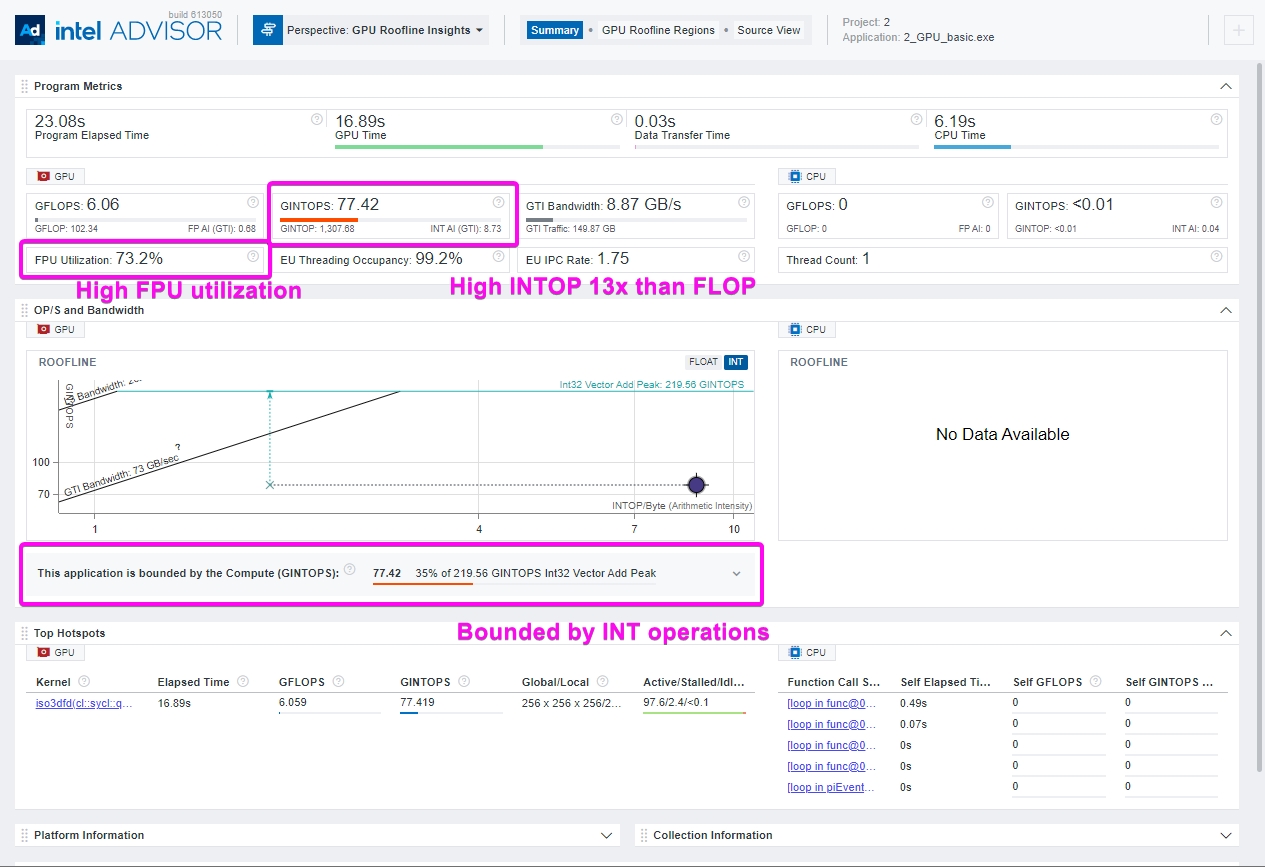 build 613050
Ad intel ADVISOR
Perspective: GPU Roofline Insights
Summary • GPU Roofline Regions • Source View
Project: 2
Application: 2_GPU_basic.exe
Program Metrics
23.08s
Program Elapsed Time
16.89s
GPU Time
0.03s
Data Transfer Time
6.19s
CPU Time
GPU
GFLOPS: 6.06
GFLOP: 102.34 FP AI (GTI): 0.68
GINTOPS: 77.42
GINTOP: 1,307.68 INT AI (GTI): 8.73
GTI Bandwidth: 8.87 GB/s
GTI Traffic: 149.87 GB
FPU Utilization: 73.2%
EU Threading Occupancy: 99.2%
EU IPC Rate: 1.75
High FPU utilization
High INTOP 13x than FLOP
CPU
GFLOPS: 0
GFLOP: 0 FP AI: 0
GINTOPS: <0.01
GINTOP: <0.01 INT AI: 0.04
Thread Count: 1
OP/S and Bandwidth
GPU
ROOFLINE
FLOAT INT
GINTOPS
Bandwidth:
Int32 Vector Add Peak: 219.56 GINTOPS
?
GTI Bandwidth: 73 GB/sec
100
70
INTOP/Byte (Arithmetic Intensity)
1 4 7 10
This application is bounded by the Compute (GINTOPS): 77.42 35% of 219.56 GINTOPS Int32 Vector Add Peak
CPU
ROOFLINE
No Data Available
Bounded by INT operations
Top Hotspots
GPU
Kernel Elapsed Time GFLOPS GINTOPS Global/Local Active/Stalled/Idl...
iso3dfd(cl::sycl::q... 16.89s 6.059 77.419 256 x 256 x 256/2... 97.6/2.4/<0.1
CPU
Function Call S... Self Elapsed Ti... Self GFLOPS Self GINTOPS ...
[loop in func@0... 0.49s 0 0
[loop in func@0... 0.07s 0 0
[loop in func@0... 0s 0 0
[loop in func@0... 0s 0 0
[loop in piEvent... 0s 0 0
Platform Information
Collection Information